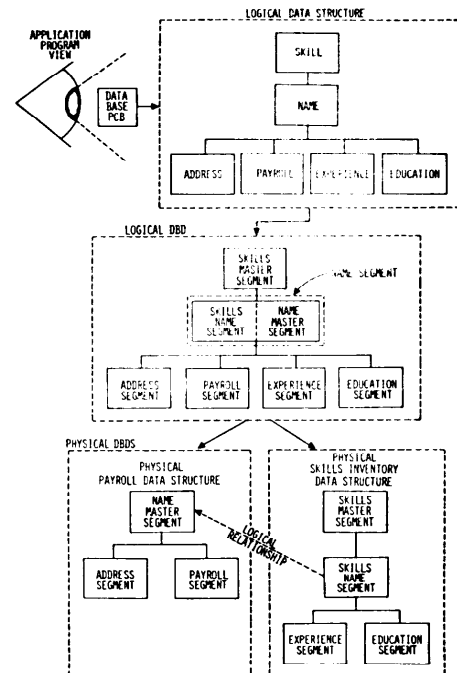 LOGICAL DATA STRUCTURE
APPLICATION
PROGRAM
VIEW
DATA
BASE
PCB
SKILL
NAME
ADDRESS
PAYROLL
EXPERIENCE
EDUCATION
LOGICAL DBD
SKILLS
MASTER
SEGMENT
NAME SEGMENT
SKILLS
NAME
SEGMENT
NAME
MASTER
SEGMENT
ADDRESS
SEGMENT
PAYROLL
SEGMENT
EXPERIENCE
SEGMENT
EDUCATION
SEGMENT
PHYSICAL DBDS
PHYSICAL
PAYROLL DATA STRUCTURE
NAME
MASTER
SEGMENT
ADDRESS
SEGMENT
PAYROLL
SEGMENT
LOGICAL
RELATIONSHIP
PHYSICAL
SKILLS INVENTORY
DATA STRUCTURE
SKILLS
MASTER
SEGMENT
SKILLS
NAME
SEGMENT
EXPERIENCE
SEGMENT
EDUCATION
SEGMENT